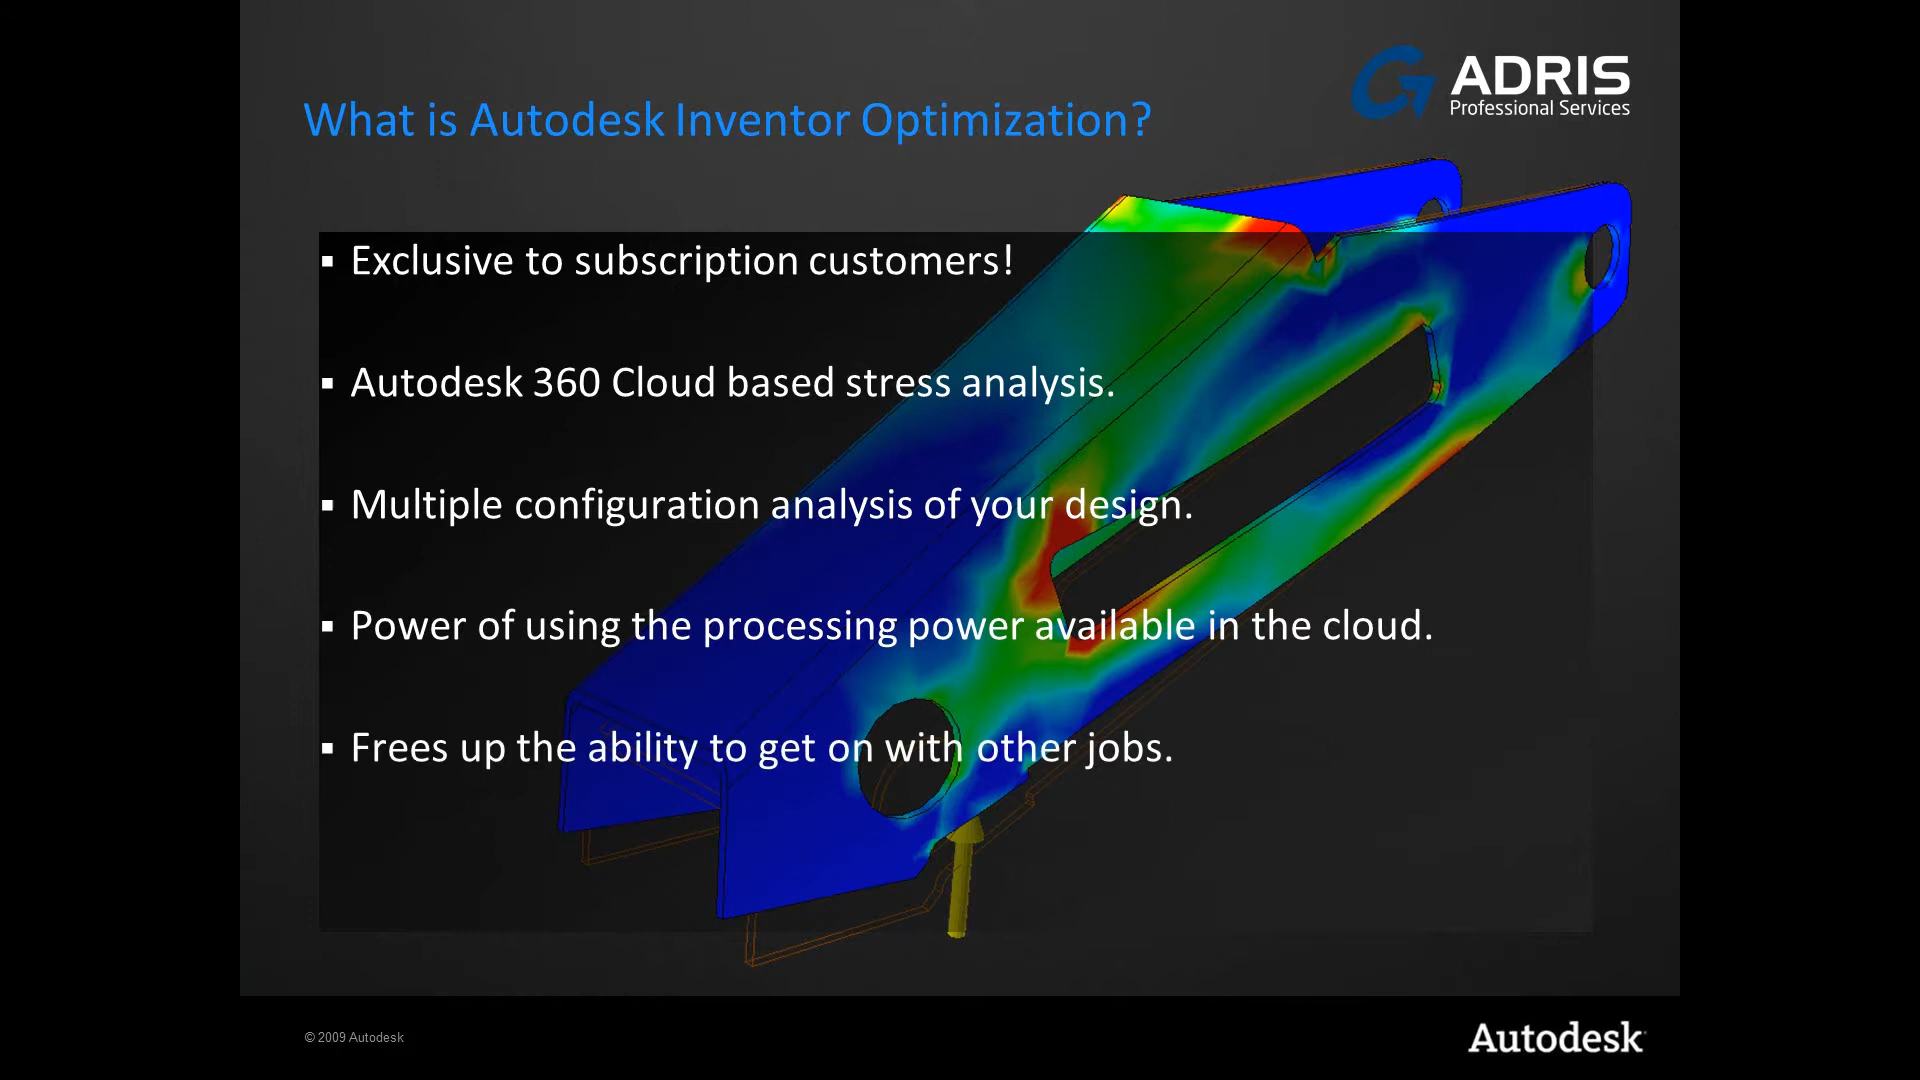 ADRIS
Professional Services
What is Autodesk Inventor Optimization?
▪ Exclusive to subscription customers!
▪ Autodesk 360 Cloud based stress analysis.
▪ Multiple configuration analysis of your design.
▪ Power of using the processing power available in the cloud.
▪ Frees up the ability to get on with other jobs.
© 2009 Autodesk
Autodesk